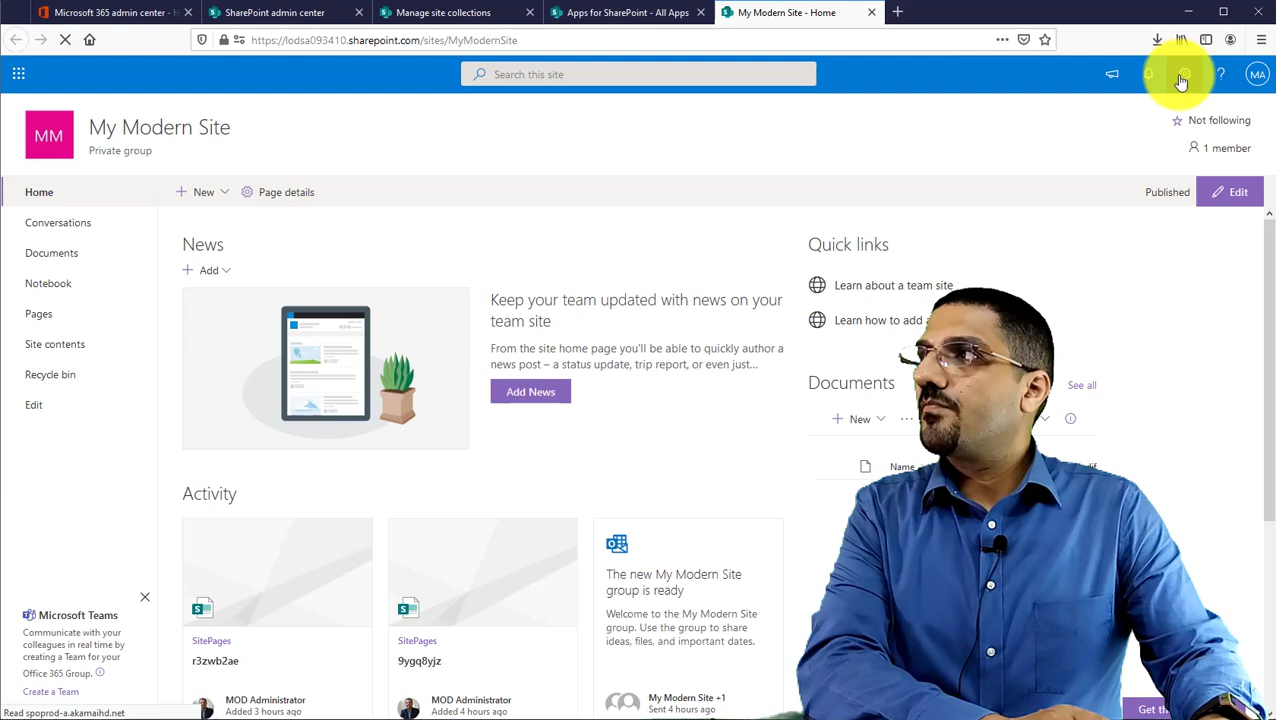 Microsoft 365 admin center -
SharePoint admin center
Manage site collections
Apps for SharePoint - All Apps
My Modern Site - Home
https://lodsa093410.sharepoint.com/sites/MyModernSite
Search this site
?
MA
MM
My Modern Site
Private group
Not following
1 member
Home
New
Page details
Published
Edit
Conversations
Documents
Notebook
Pages
Site contents
Recycle bin
Edit
News
Add
Keep your team updated with news on your
team site
From the site home page you'll be able to quickly author a
news post – a status update, trip report, or even just...
Add News
Quick links
Learn about a team site
Learn how to add
Documents
See all
New
Name
Activity
SitePages
r3zwb2ae
MOD Administrator
Added 3 hours ago
SitePages
9ygq8yjz
MOD Administrator
Added 4 hours ago
The new My Modern Site
group is ready
Welcome to the My Modern Site
group. Use the group to share
ideas, files, and important dates.
My Modern Site +1
Sent 4 hours ago
Microsoft Teams
Communicate with your
colleagues in real time by
creating a Team for your
Office 365 Group.
Create a Team
Read spoprod-a.akamaihd.net